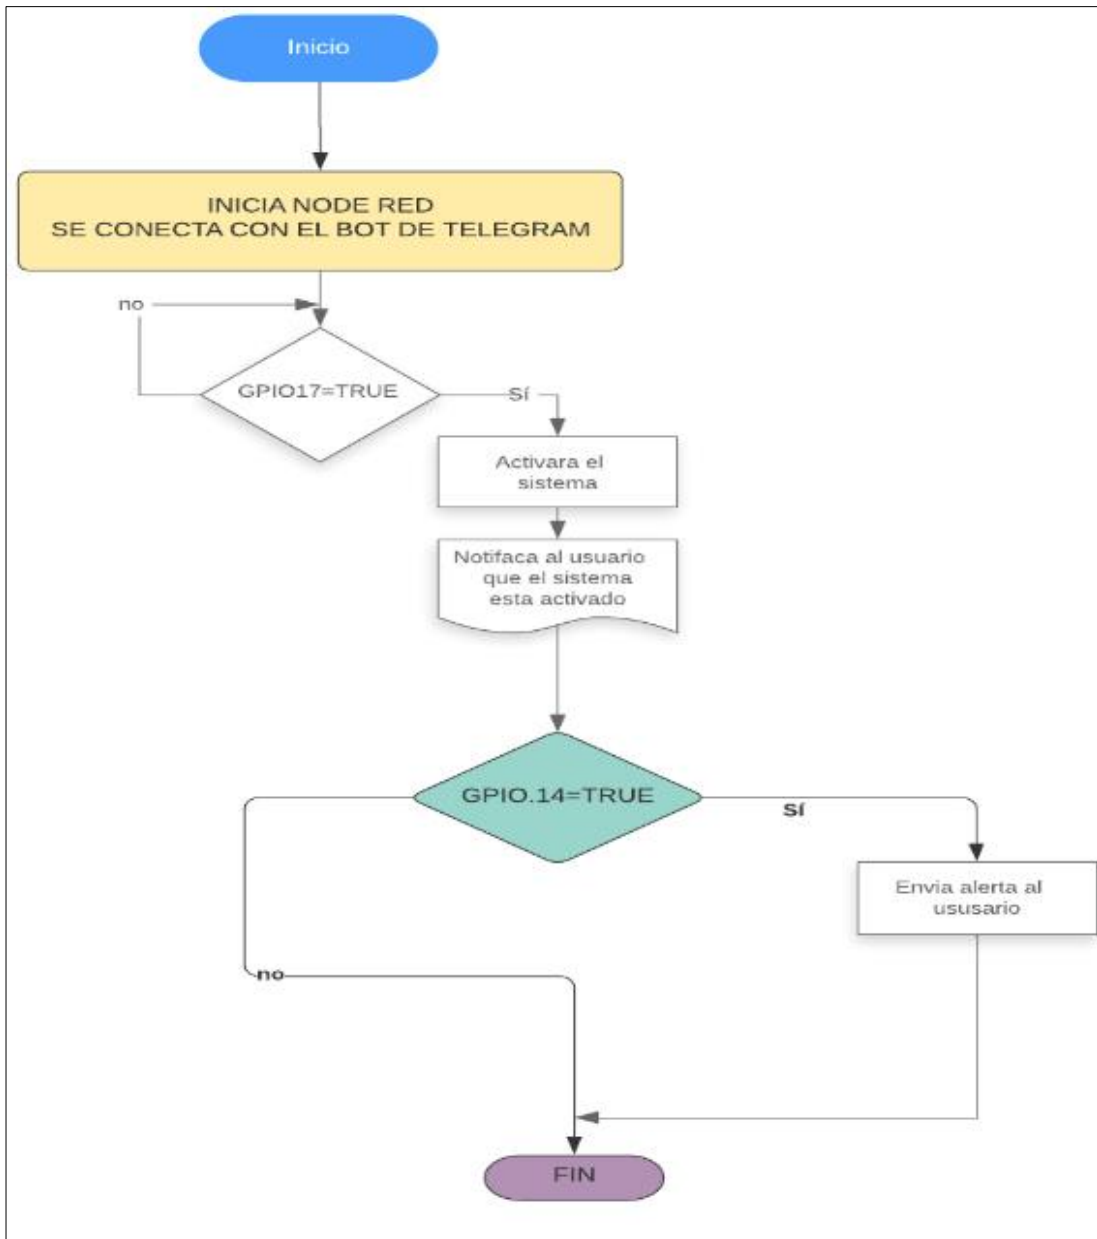 Inicio
INICIA NODE RED
SE CONECTA CON EL BOT DE TELEGRAM
no
GPIO17=TRUE
Sí
Activara el
sistema
Notifaca al usuario
que el sistema
esta activado
GPIO.14=TRUE
Sí
Envia alerta al
ususario
no
FIN